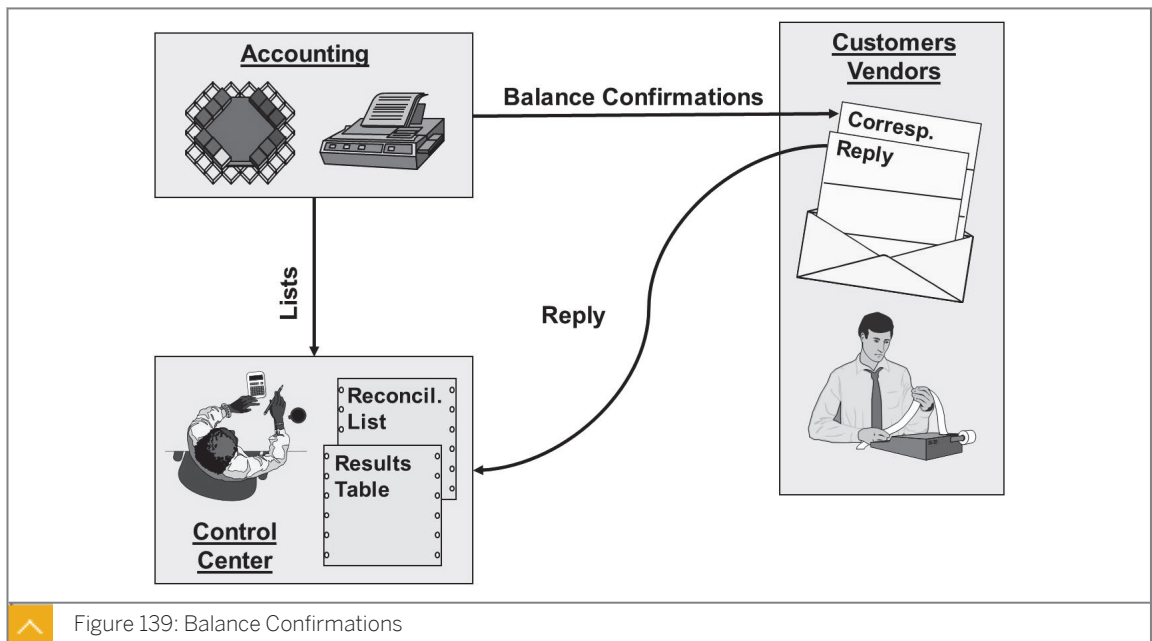 Accounting
Customers
Vendors
Balance Confirmations
Corresp.
Reply
Lists
Reply
Reconcil.
List
Results
Table
Control
Center
Figure 139: Balance Confirmations